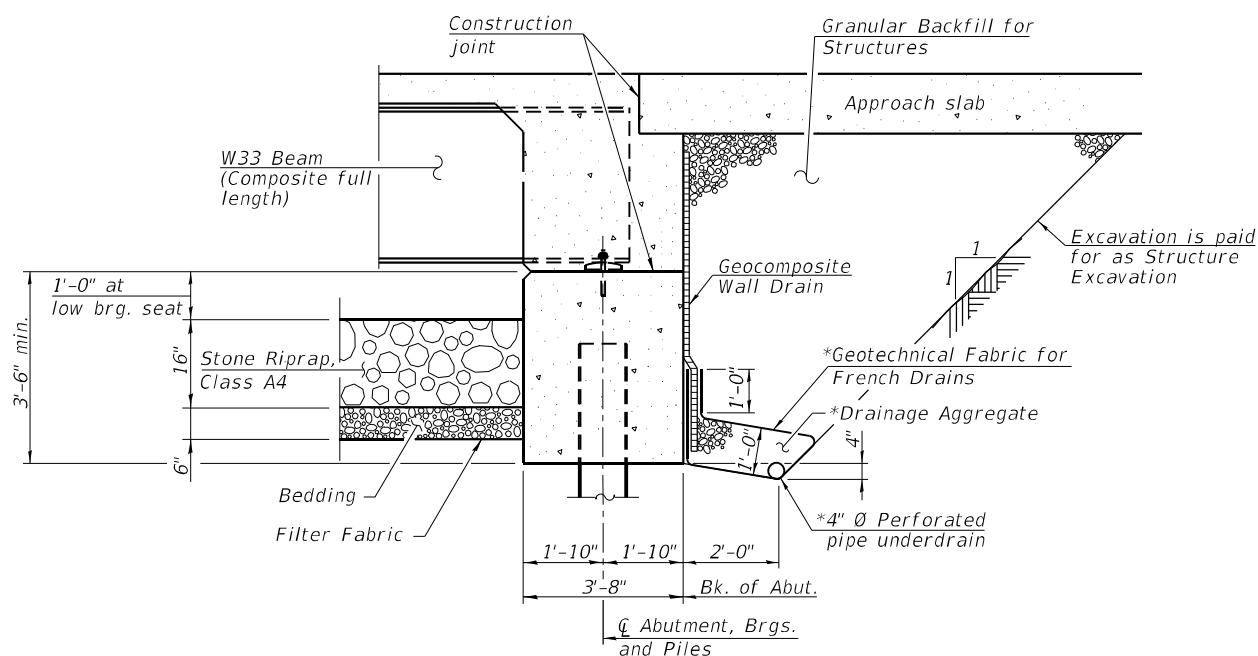 Construction
joint
Granular Backfill for
Structures
Approach slab
W33 Beam
(Composite full
length)
1'-0" at
low brg. seat
3'-6" min.
16"
6"
Stone Riprap,
Class A4
Bedding
Filter Fabric
Geocomposite
Wall Drain
1
1
Excavation is paid
for as Structure
Excavation
*Geotechnical Fabric for
French Drains
1'-0"
*Drainage Aggregate
1'-0"
4"
*4" Ø Perforated
pipe underdrain
1'-10"
1'-10"
2'-0"
3'-8"
Bk. of Abut.
℄ Abutment, Brgs.
and Piles